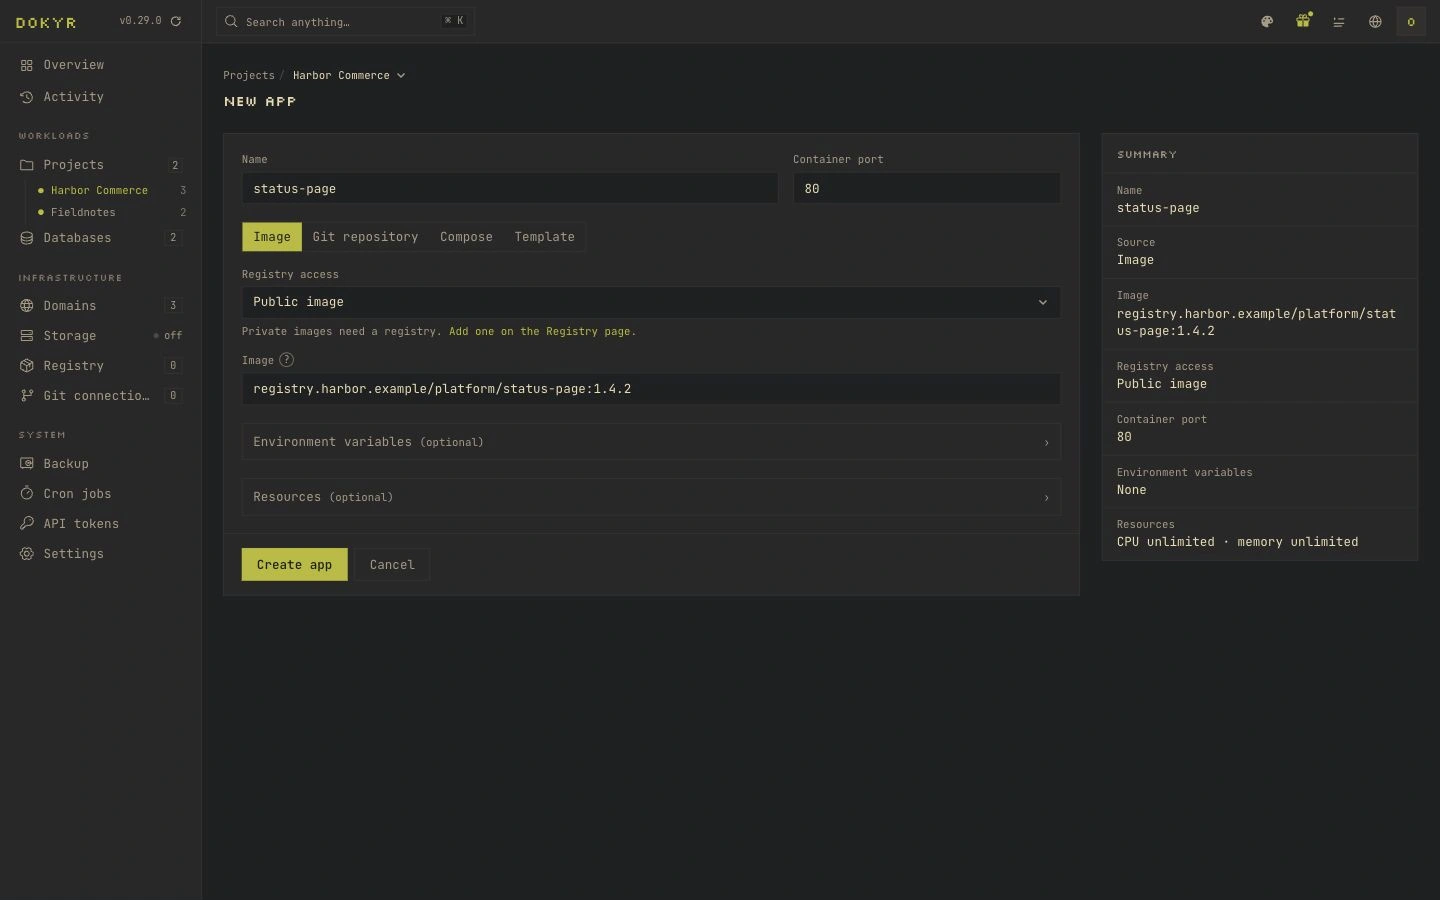 DOKYR
v0.29.0
Search anything…
⌘ K
O
Overview
Activity
WORKLOADS
Projects 2
Harbor Commerce 3
Fieldnotes 2
Databases 2
INFRASTRUCTURE
Domains 3
Storage off
Registry 0
Git connectio… 0
SYSTEM
Backup
Cron jobs
API tokens
Settings
Projects / Harbor Commerce
NEW APP
Name
status-page
Container port
80
Image Git repository Compose Template
Registry access
Public image
Private images need a registry. Add one on the Registry page.
Image ?
registry.harbor.example/platform/status-page:1.4.2
Environment variables (optional) ›
Resources (optional) ›
Create app Cancel
SUMMARY
Name
status-page
Source
Image
Image
registry.harbor.example/platform/stat
us-page:1.4.2
Registry access
Public image
Container port
80
Environment variables
None
Resources
CPU unlimited · memory unlimited